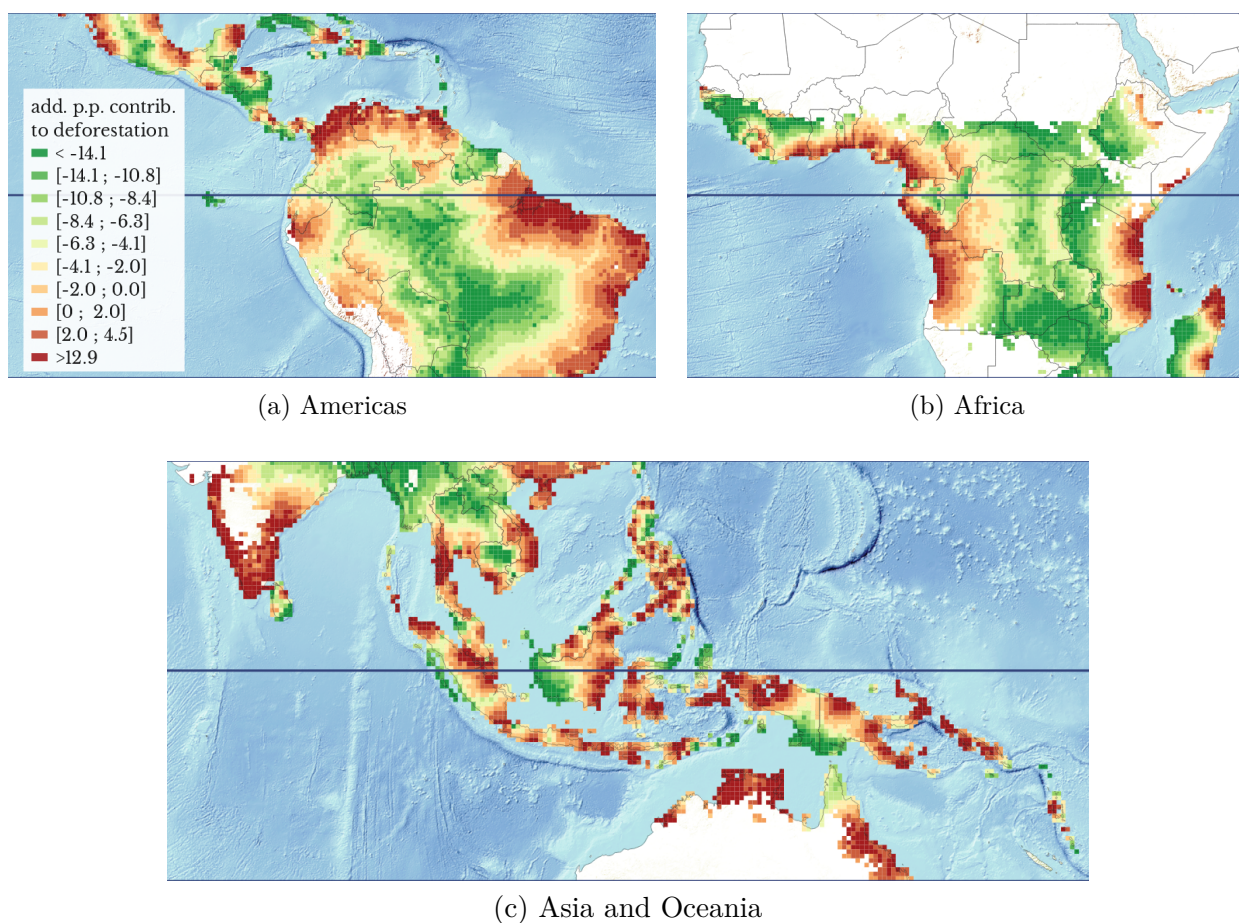 add. p.p. contrib.
to deforestation
< -14.1
[-14.1 ; -10.8]
[-10.8 ; -8.4]
[-8.4 ; -6.3]
[-6.3 ; -4.1]
[-4.1 ; -2.0]
[-2.0 ; 0.0]
[0 ; 2.0]
[2.0 ; 4.5]
>12.9
(a) Americas
(b) Africa
(c) Asia and Oceania